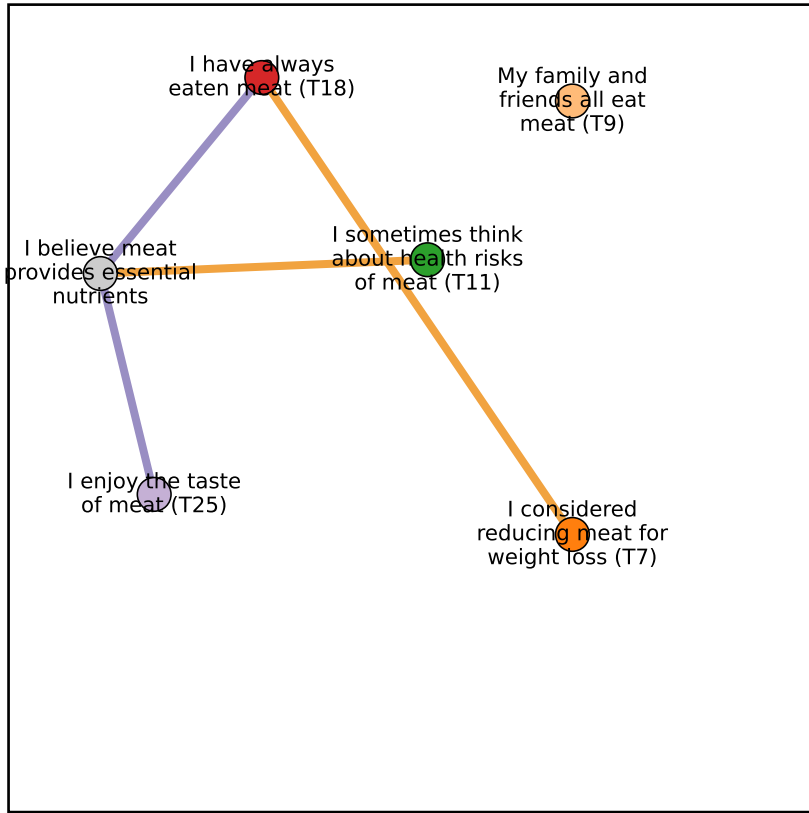 I have always
eaten meat (T18)
My family and
friends all eat
meat (T9)
I believe meat
provides essential
nutrients
I sometimes think
about health risks
of meat (T11)
I enjoy the taste
of meat (T25)
I considered
reducing meat for
weight loss (T7)